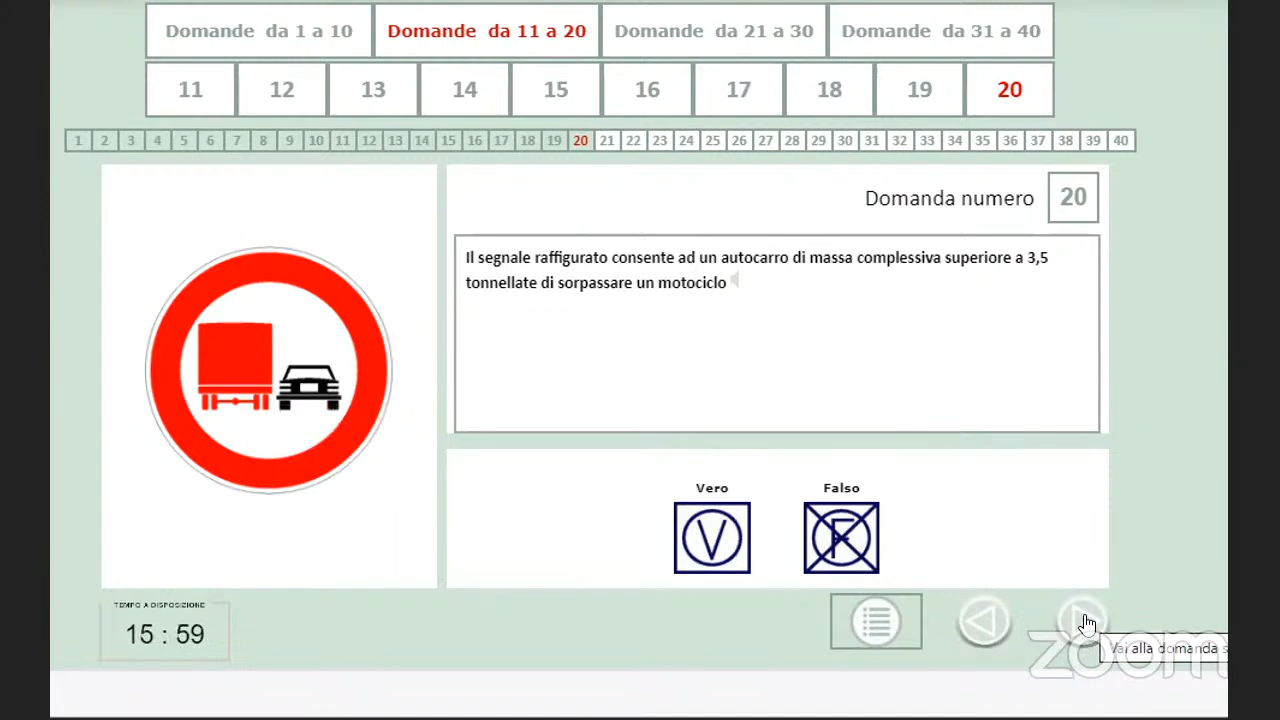 Domande da 1 a 10 Domande da 11 a 20 Domande da 21 a 30 Domande da 31 a 40
11 12 13 14 15 16 17 18 19 20
1 2 3 4 5 6 7 8 9 10 11 12 13 14 15 16 17 18 19 20 21 22 23 24 25 26 27 28 29 30 31 32 33 34 35 36 37 38 39 40
Domanda numero 20
Il segnale raffigurato consente ad un autocarro di massa complessiva superiore a 3,5
tonnellate di sorpassare un motociclo
Vero Falso
V F
TEMPO A DISPOSIZIONE
15 : 59
zoom
Vai alla domanda s